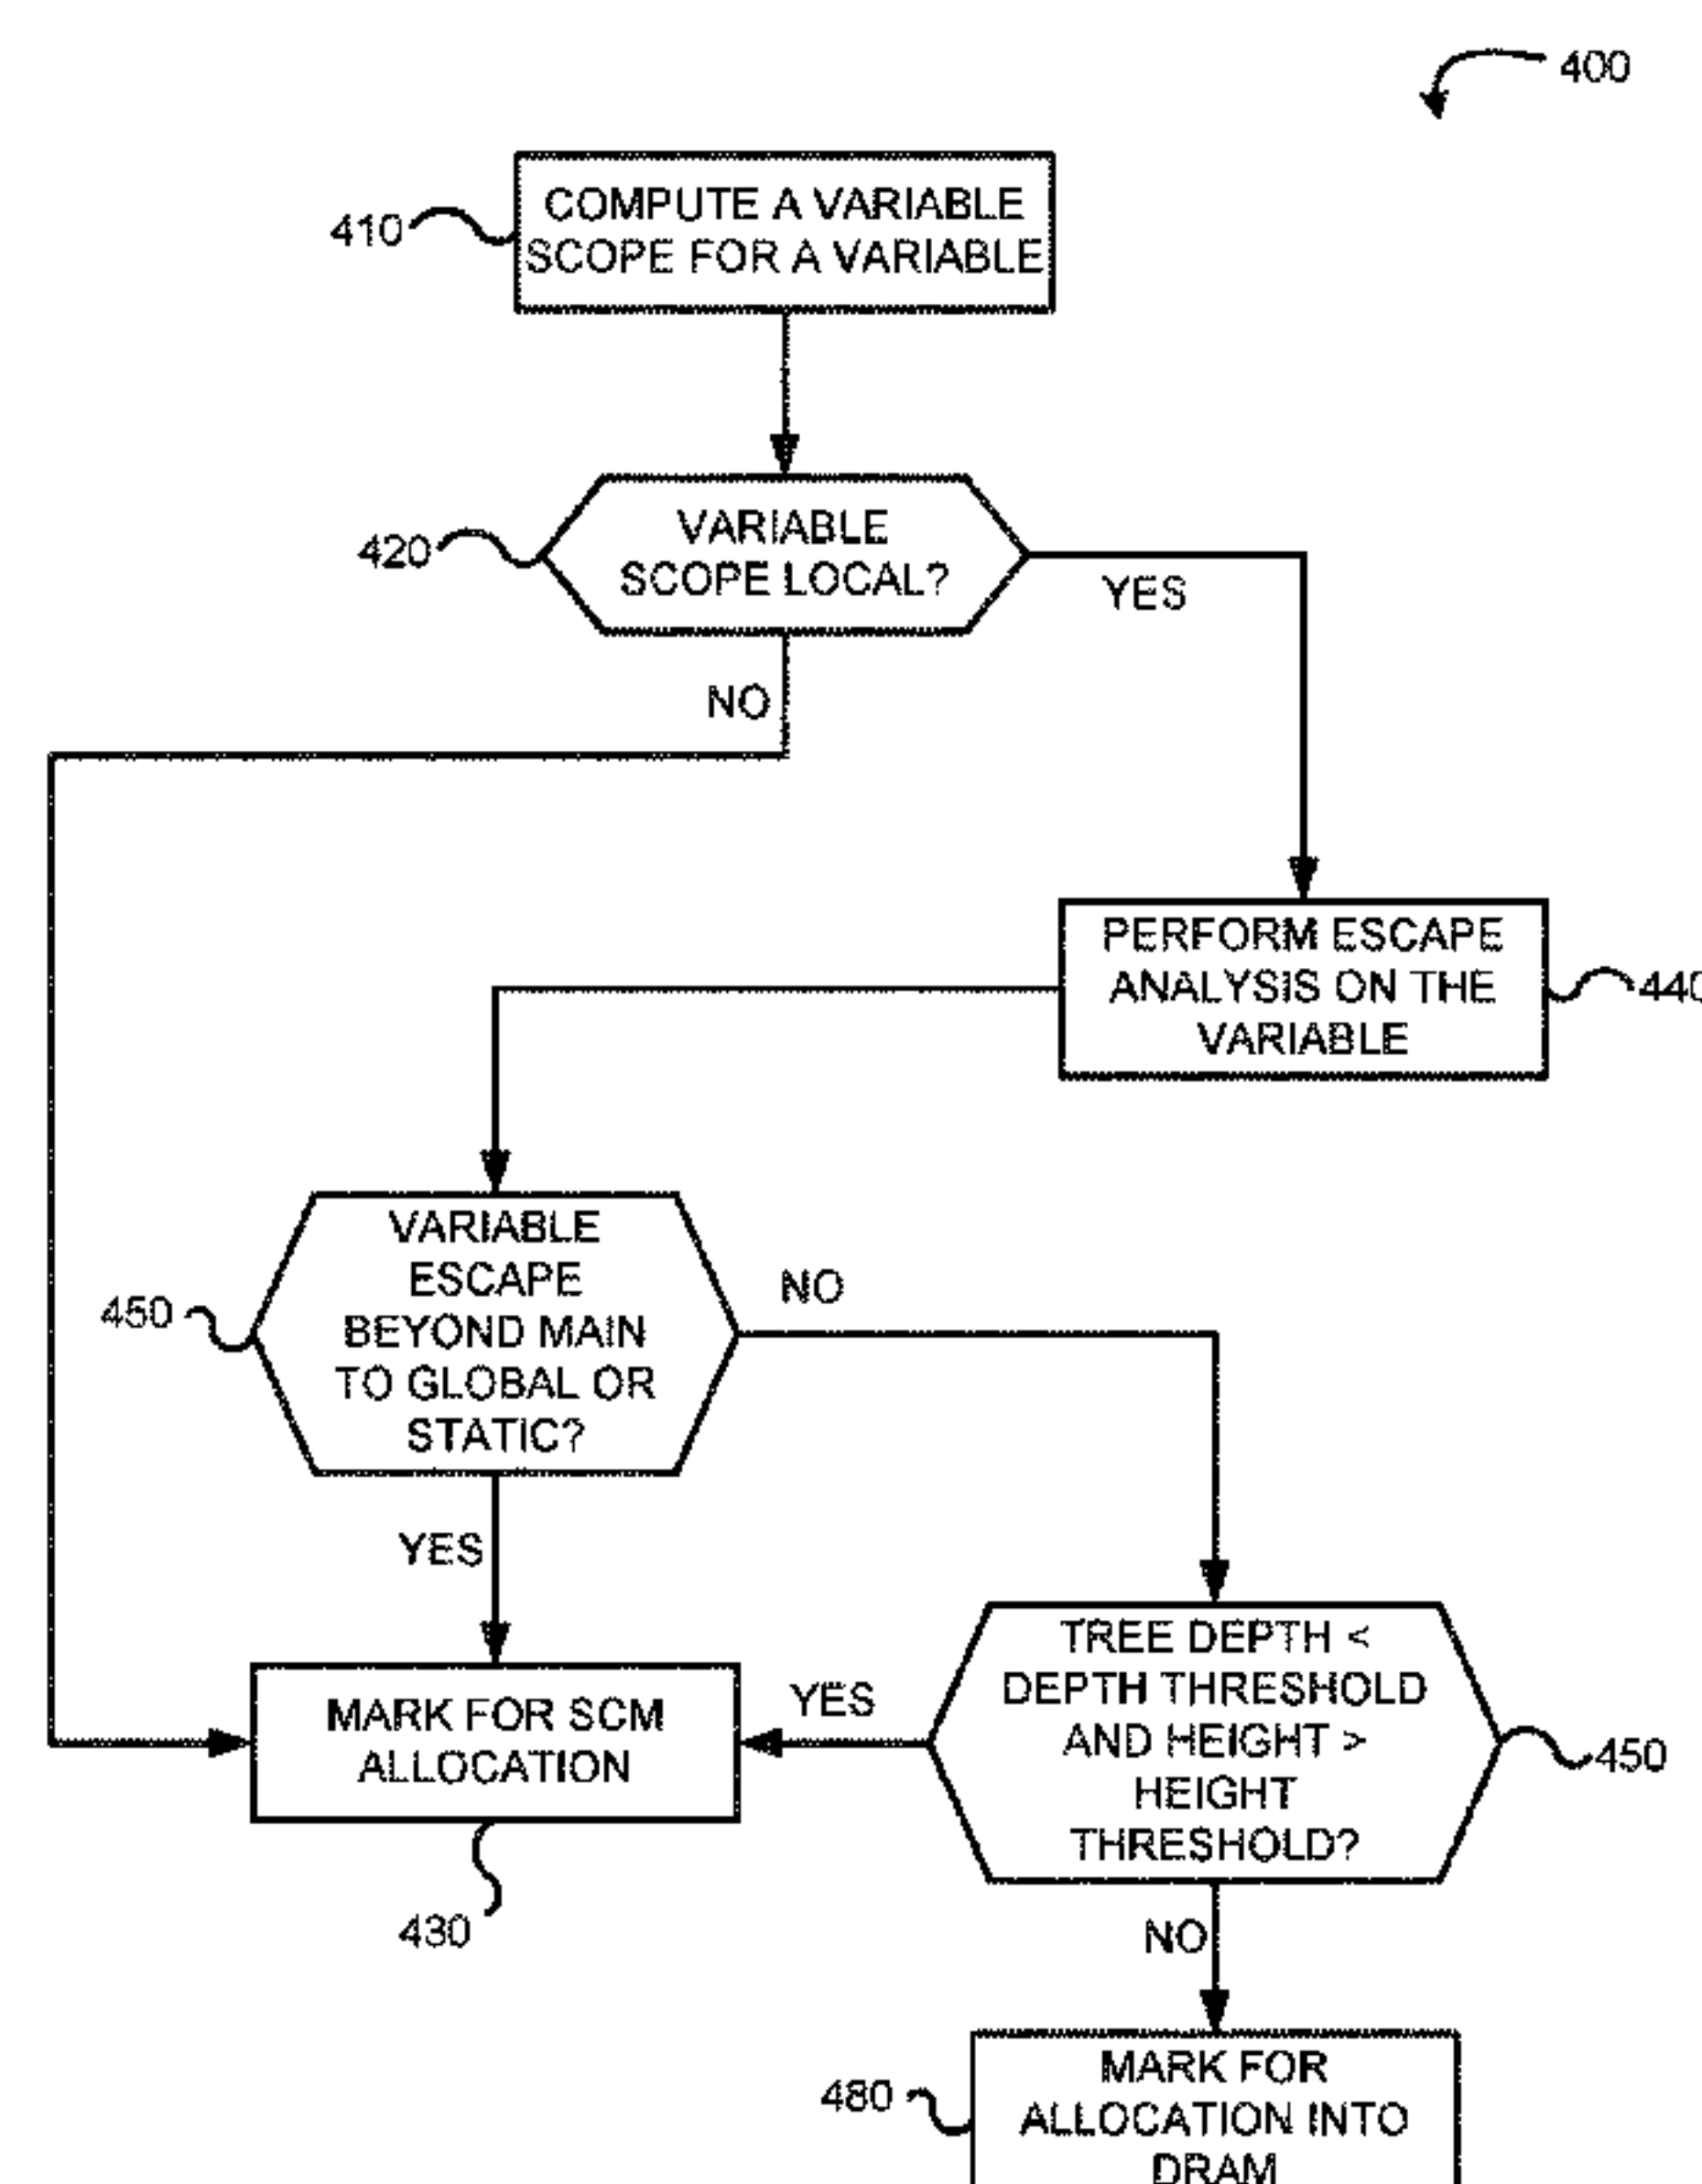 400
410
COMPUTE A VARIABLE
SCOPE FOR A VARIABLE
420
VARIABLE
SCOPE LOCAL?
YES
NO
PERFORM ESCAPE
ANALYSIS ON THE
VARIABLE
440
450
VARIABLE
ESCAPE
BEYOND MAIN
TO GLOBAL OR
STATIC?
NO
YES
MARK FOR SCM
ALLOCATION
430
YES
TREE DEPTH <
DEPTH THRESHOLD
AND HEIGHT >
HEIGHT
THRESHOLD?
450
NO
480
MARK FOR
ALLOCATION INTO
DRAM